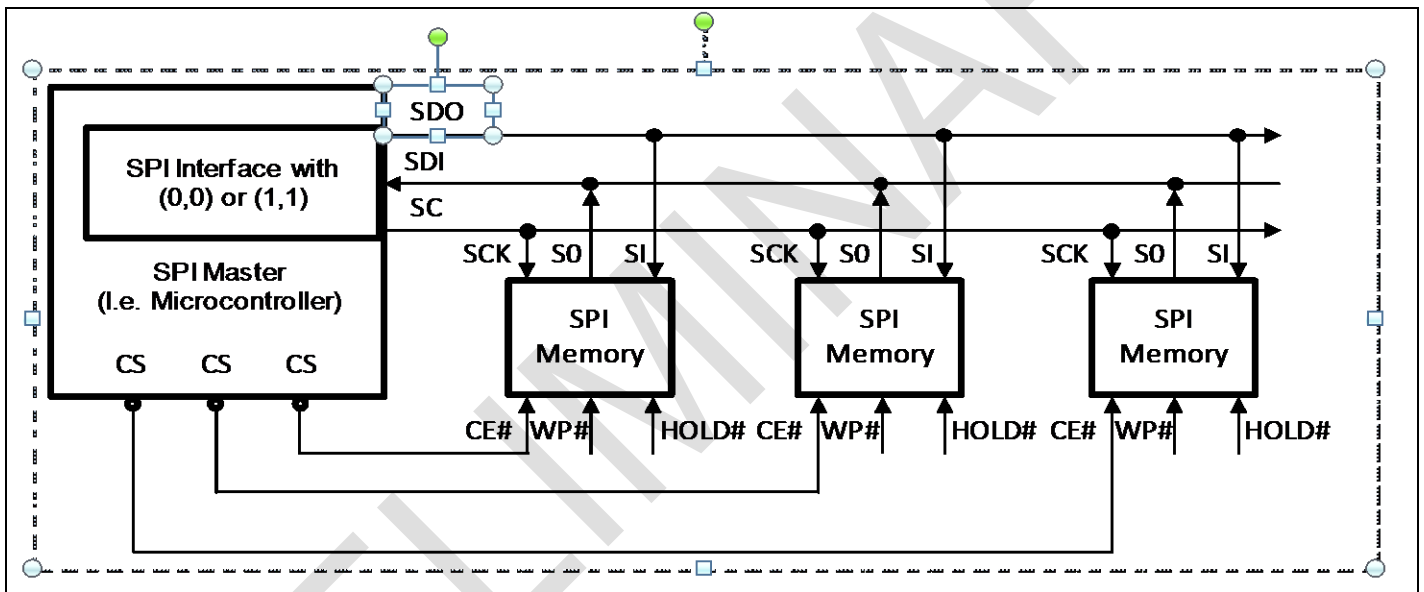 SDO
SDI
SC
SPI Interface with
(0,0) or (1,1)
SPI Master
(I.e. Microcontroller)
CS CS CS
SCK S0 SI
SCK S0 SI
SCK S0 SI
SPI
Memory
SPI
Memory
SPI
Memory
CE# WP# HOLD#
CE# WP# HOLD#
CE# WP# HOLD#
ELIMINAR